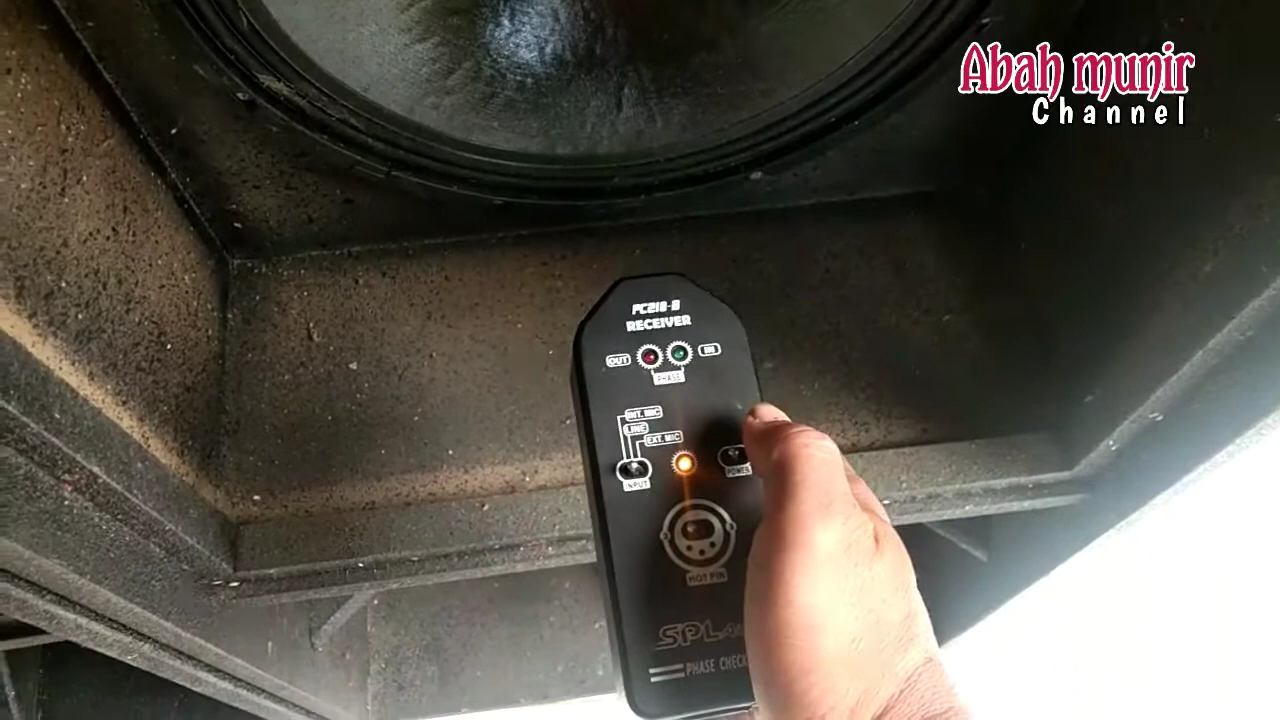 Abah munir
Channel
PC218-B
RECEIVER
OUT
IN
PHASE
INT. MIC
LINE
EXT. MIC
INPUT
POWER
HOT PIN
SPL
PHASE CHECK